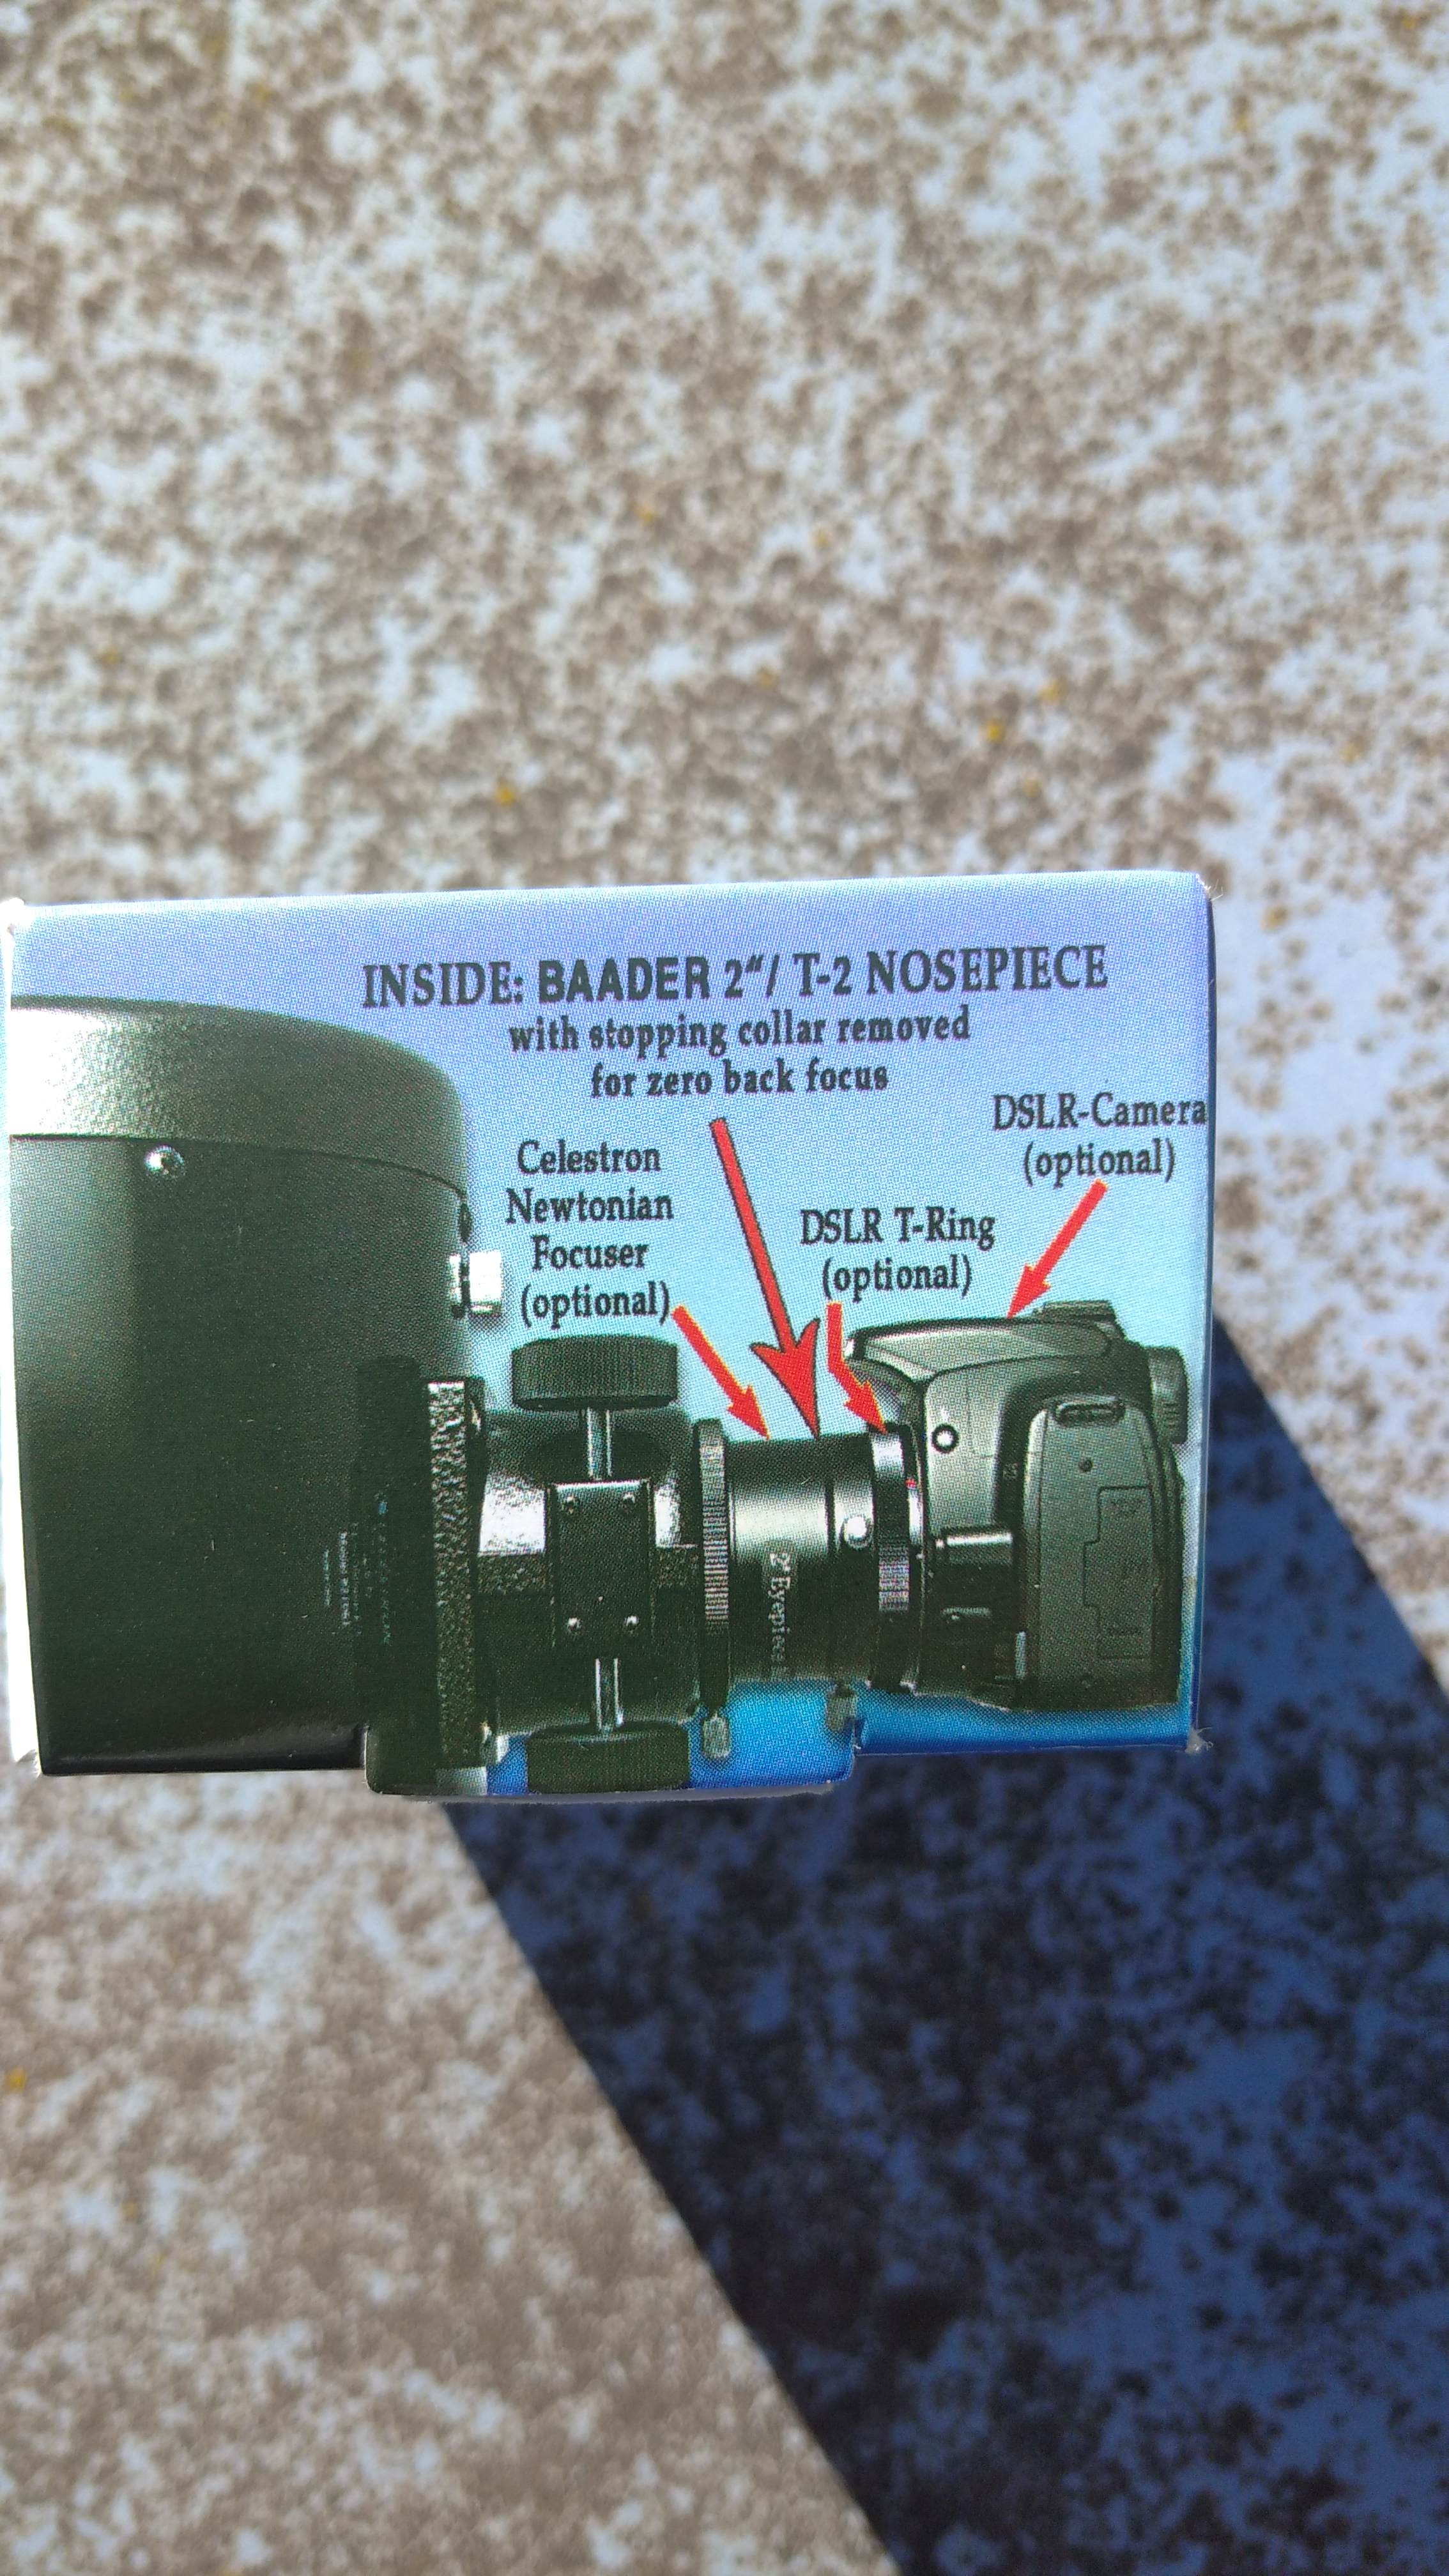 INSIDE: BAADER 2"/ T-2 NOSEPIECE
with stopping collar removed
for zero back focus
DSLR-Camera
(optional)
Celestron
Newtonian
Focuser
(optional)
DSLR T-Ring
(optional)
2" Eyepiece